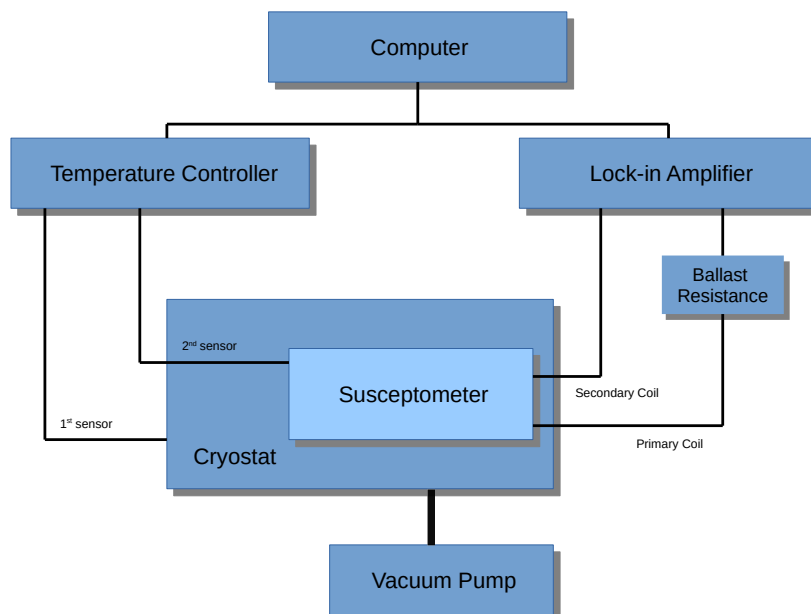 Computer
Temperature Controller
Lock-in Amplifier
Ballast
Resistance
2nd sensor
Susceptometer
Secondary Coil
1st sensor
Primary Coil
Cryostat
Vacuum Pump